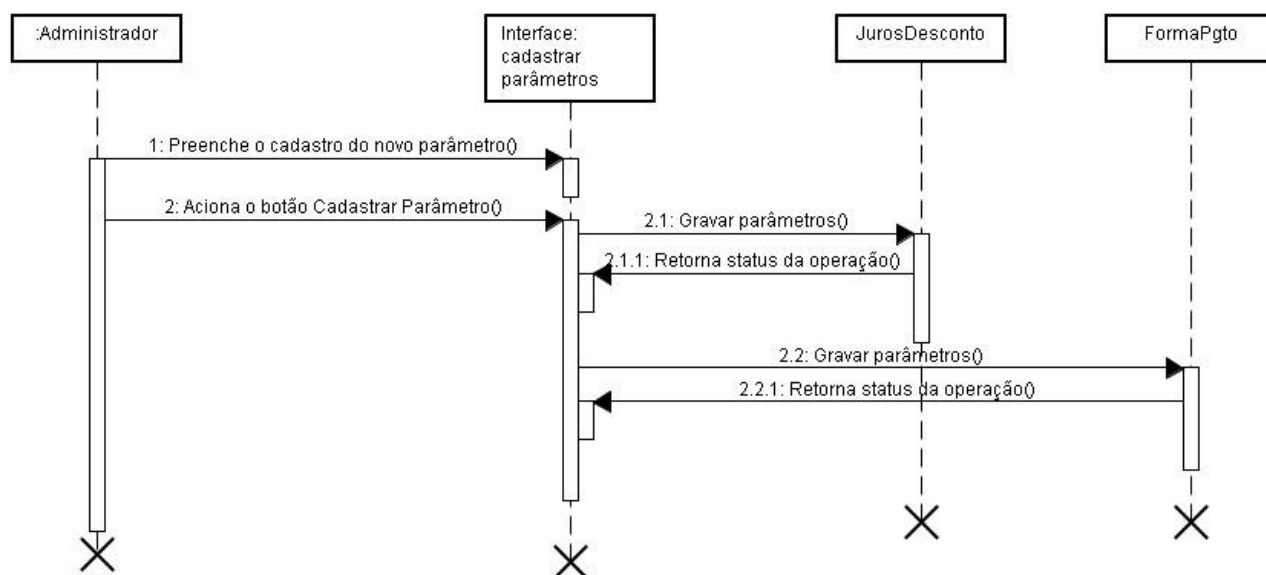 :Administrador
Interface:
cadastrar
parâmetros
JurosDesconto
FormaPgto
1: Preenche o cadastro do novo parâmetro()
2: Aciona o botão Cadastrar Parâmetro()
2.1: Gravar parâmetros()
2.1.1: Retorna status da operação()
2.2: Gravar parâmetros()
2.2.1: Retorna status da operação()